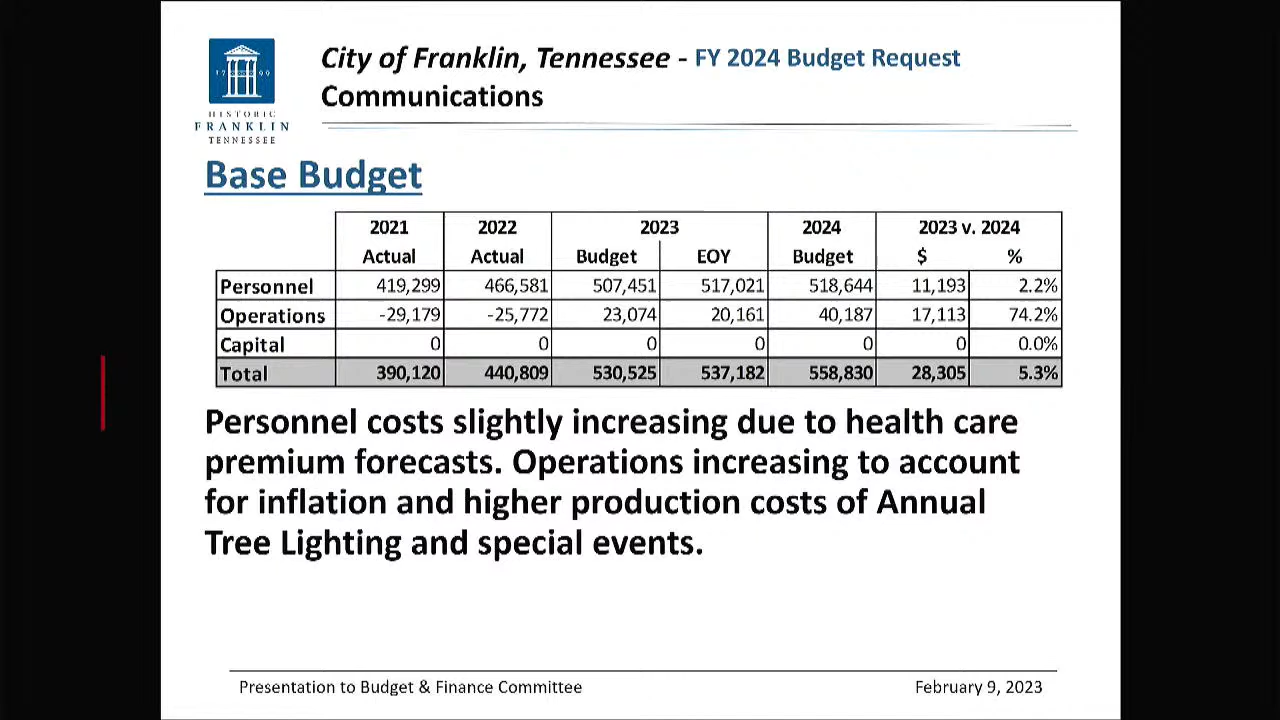 City of Franklin, Tennessee - FY 2024 Budget Request
Communications
1799
HISTORIC
FRANKLIN
TENNESSEE
Base Budget
2021 2022 2023 2024 2023 v. 2024
Actual Actual Budget EOY Budget $ %
Personnel 419,299 466,581 507,451 517,021 518,644 11,193 2.2%
Operations -29,179 -25,772 23,074 20,161 40,187 17,113 74.2%
Capital 0 0 0 0 0 0 0.0%
Total 390,120 440,809 530,525 537,182 558,830 28,305 5.3%
Personnel costs slightly increasing due to health care
premium forecasts. Operations increasing to account
for inflation and higher production costs of Annual
Tree Lighting and special events.
Presentation to Budget & Finance Committee February 9, 2023